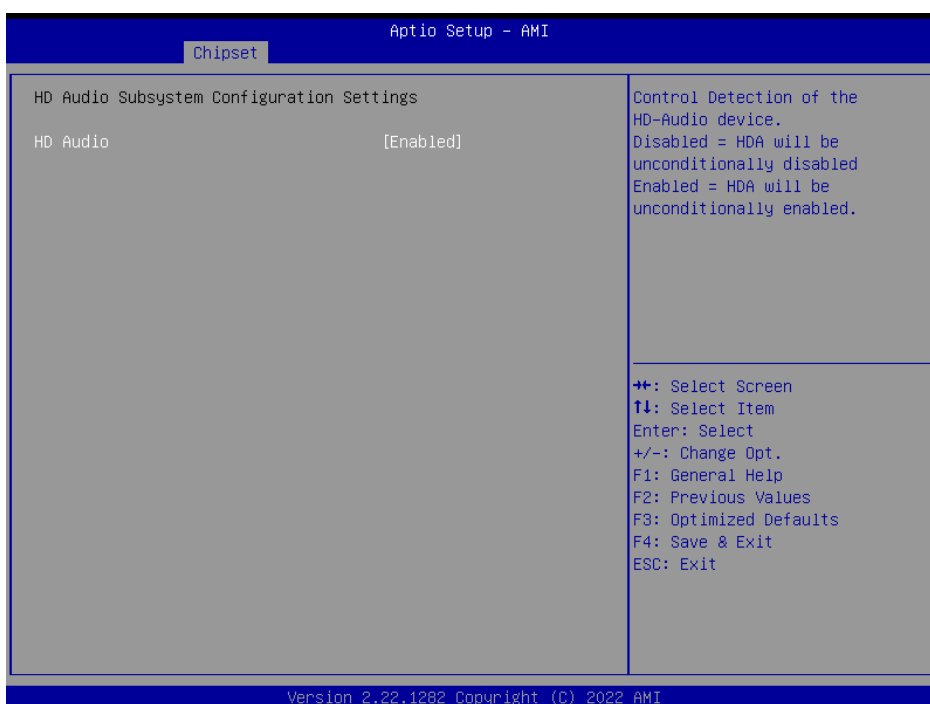 Aptio Setup - AMI
Chipset
HD Audio Subsystem Configuration Settings
HD Audio [Enabled]
Control Detection of the
HD-Audio device.
Disabled = HDA will be
unconditionally disabled
Enabled = HDA will be
unconditionally enabled.
→←: Select Screen
↑↓: Select Item
Enter: Select
+/-: Change Opt.
F1: General Help
F2: Previous Values
F3: Optimized Defaults
F4: Save & Exit
ESC: Exit
Version 2.22.1282 Copyright (C) 2022 AMI